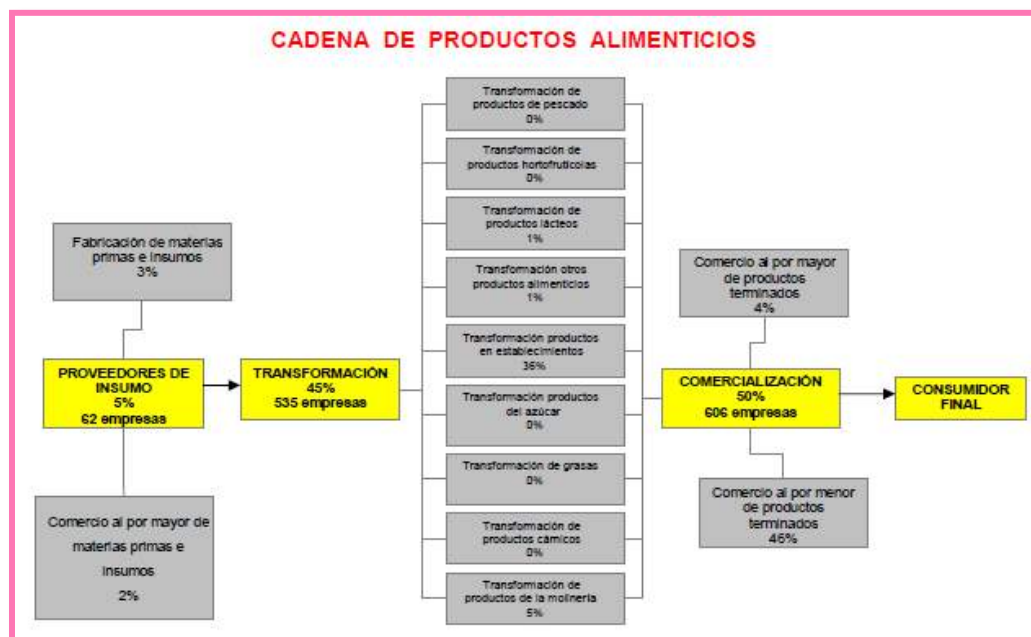 CADENA DE PRODUCTOS ALIMENTICIOS
Fabricación de materias
primas e insumos
3%
PROVEEDORES DE
INSUMO
5%
62 empresas
Comercio al por mayor de
materias primas e
insumos
2%
TRANSFORMACIÓN
45%
535 empresas
Transformación de
productos de pescado
0%
Transformación de
productos hortofrutícolas
0%
Transformación de
productos lácteos
1%
Transformación otros
productos alimenticios
1%
Transformación productos
en establecimientos
36%
Transformación productos
del azúcar
0%
Transformación de grasas
0%
Transformación de
productos cárnicos
0%
Transformación de
productos de la molinería
5%
Comercio al por mayor
de productos
terminados
4%
COMERCIALIZACIÓN
50%
606 empresas
Comercio al por menor
de productos
terminados
46%
CONSUMIDOR
FINAL